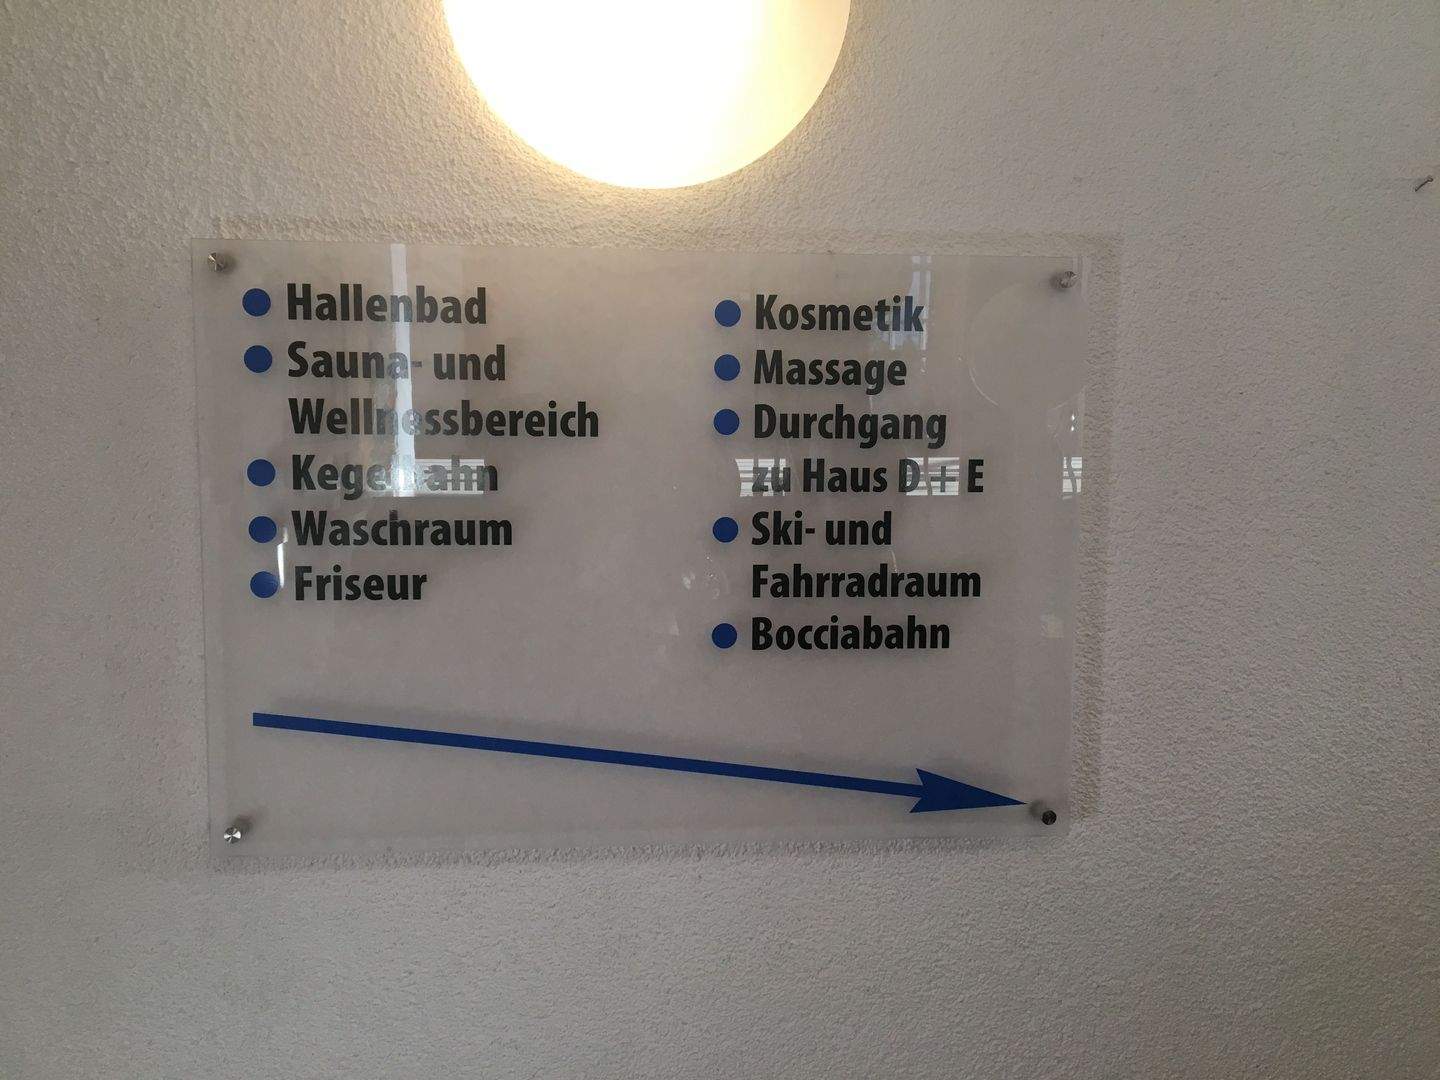 Hallenbad
Sauna- und
Wellnessbereich
Kegelbahn
Waschraum
Friseur
Kosmetik
Massage
Durchgang
zu Haus D + E
Ski- und
Fahrradraum
Bocciabahn